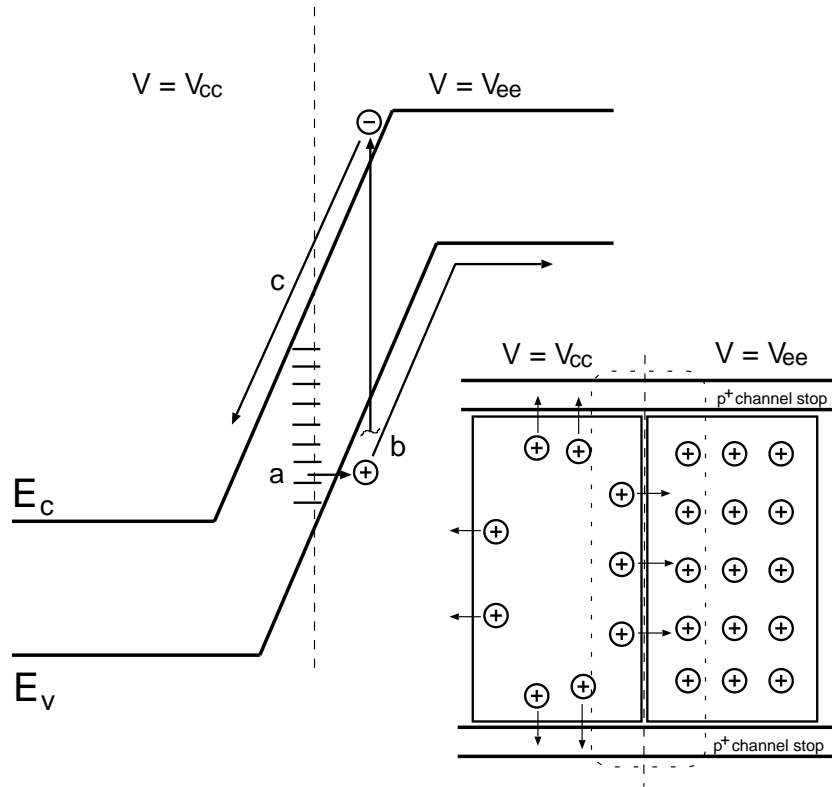 V = Vcc
V = Vee
c
a
b
Ec
Ev
V = Vcc
V = Vee
p+ channel stop
p+ channel stop